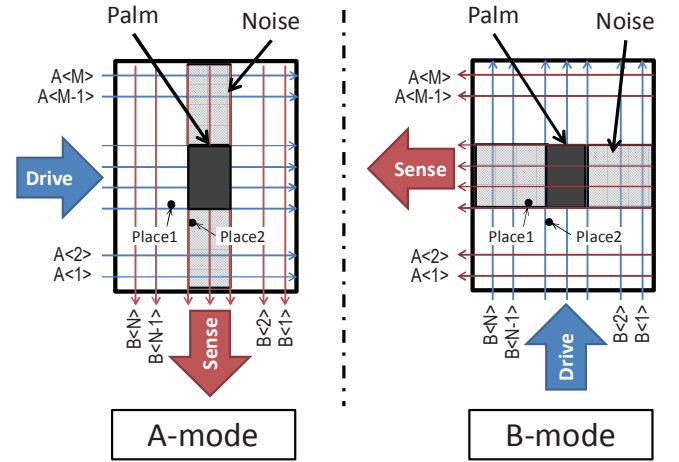 Palm
Noise
A<M>
A<M-1>
Drive
Place1
Place2
A<2>
A<1>
B<N>
B<N-1>
Sense
B<2>
B<1>
A-mode
Palm
Noise
A<M>
A<M-1>
Sense
Place1
Place2
A<2>
A<1>
B<N>
B<N-1>
Drive
B<2>
B<1>
B-mode